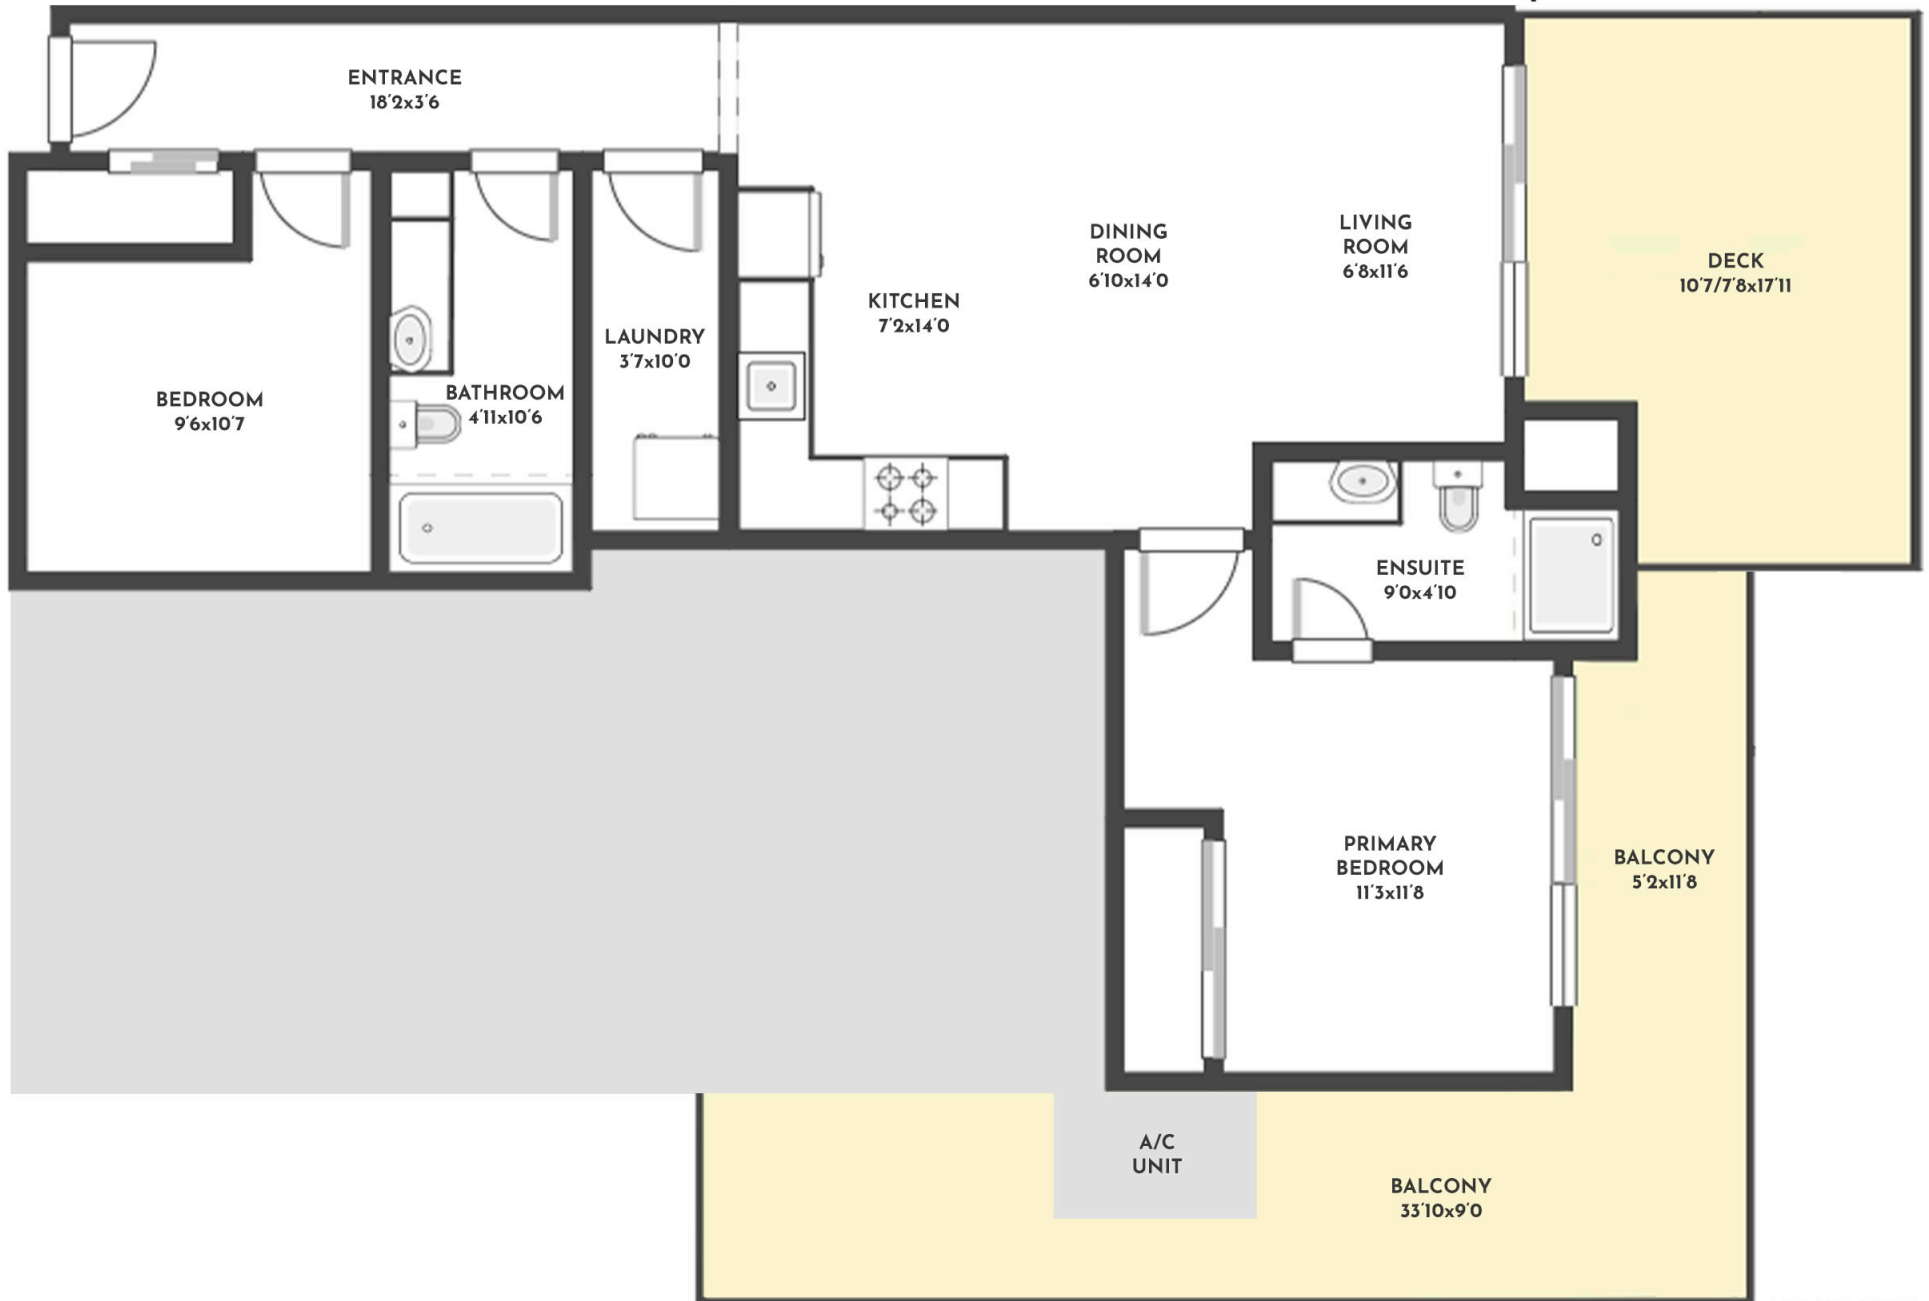 ENTRANCE
18'2x3'6
DINING
ROOM
6'10x14'0
LIVING
ROOM
6'8x11'6
DECK
10'7/7'8x17'11
KITCHEN
7'2x14'0
LAUNDRY
3'7x10'0
BEDROOM
9'6x10'7
BATHROOM
4'11x10'6
ENSUITE
9'0x4'10
PRIMARY
BEDROOM
11'3x11'8
BALCONY
5'2x11'8
A/C
UNIT
BALCONY
33'10x9'0